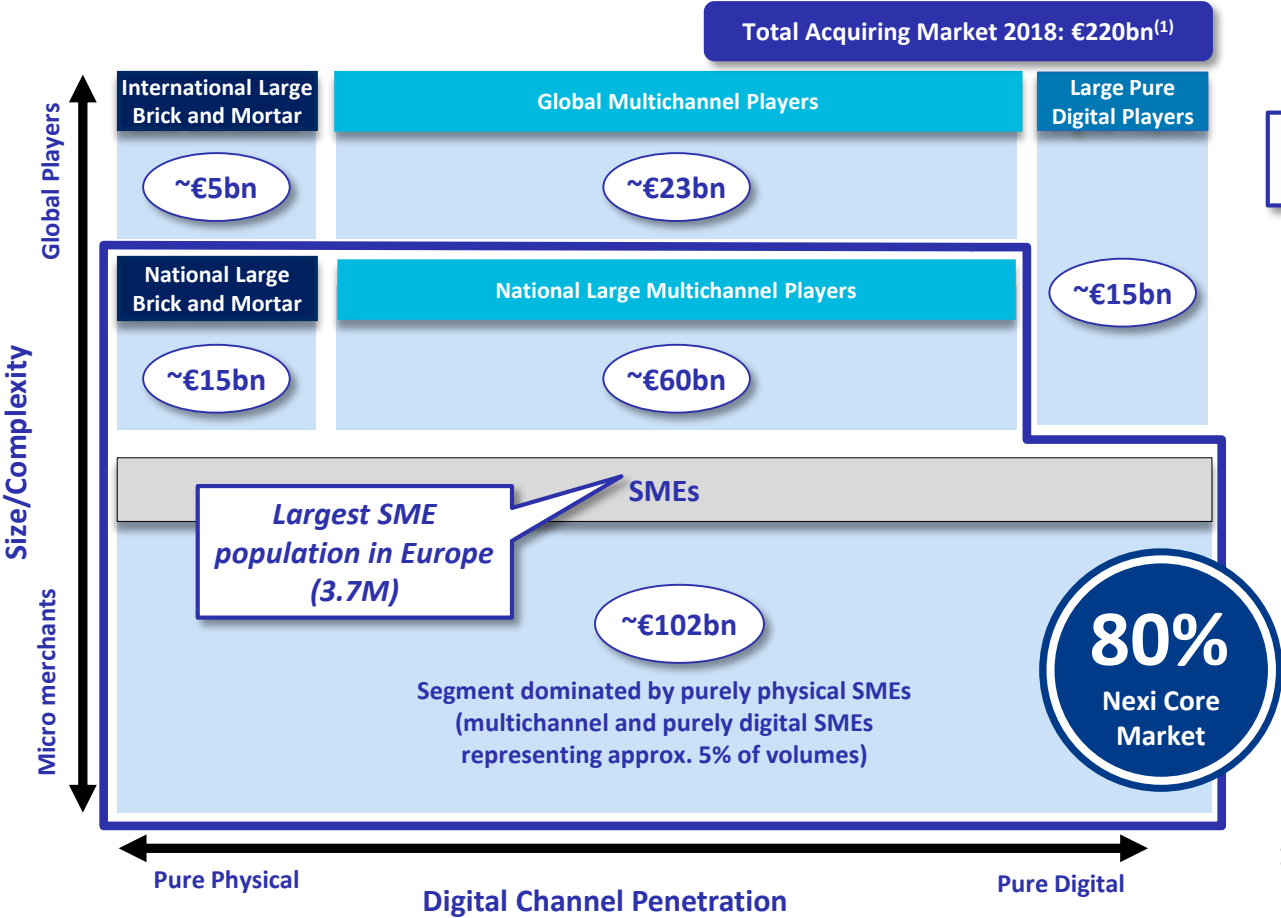 Total Acquiring Market 2018: €220bn(1)
International Large
Brick and Mortar
Global Multichannel Players
Large Pure
Digital Players
~€5bn
~€23bn
~€15bn
National Large
Brick and Mortar
National Large Multichannel Players
~€15bn
~€60bn
SMEs
Largest SME
population in Europe
(3.7M)
~€102bn
Segment dominated by purely physical SMEs
(multichannel and purely digital SMEs
representing approx. 5% of volumes)
80%
Nexi Core
Market
Global Players
Size/Complexity
Micro merchants
Pure Physical
Digital Channel Penetration
Pure Digital